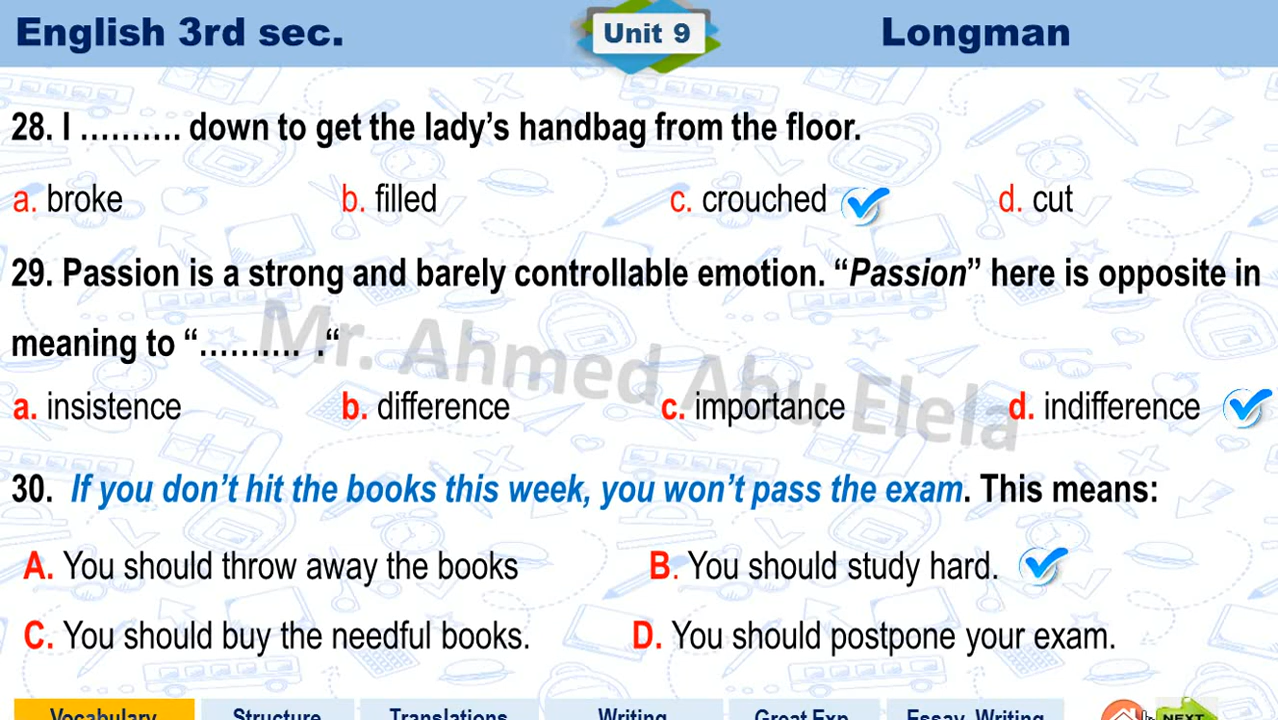 English 3rd sec. Unit 9 Longman
28. I ………. down to get the lady’s handbag from the floor.
a. broke b. filled c. crouched d. cut
29. Passion is a strong and barely controllable emotion. “Passion” here is opposite in
meaning to “………. .“
Mr. Ahmed Abu Elela
a. insistence b. difference c. importance d. indifference
30. If you don’t hit the books this week, you won’t pass the exam. This means:
A. You should throw away the books B. You should study hard.
C. You should buy the needful books. D. You should postpone your exam.
Vocabulary Structure Translations Writing Great Exp. Essay Writing NEXT